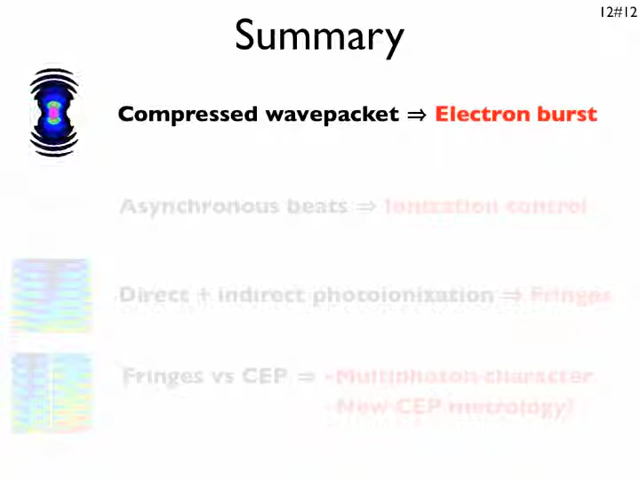 12#12
Summary
Compressed wavepacket ⇒ Electron burst
Asynchronous beats ⇒ Ionization control
Direct + indirect photoionization ⇒ Fringes
Fringes vs CEP ⇒ -Multiphoton character
-New CEP metrology?